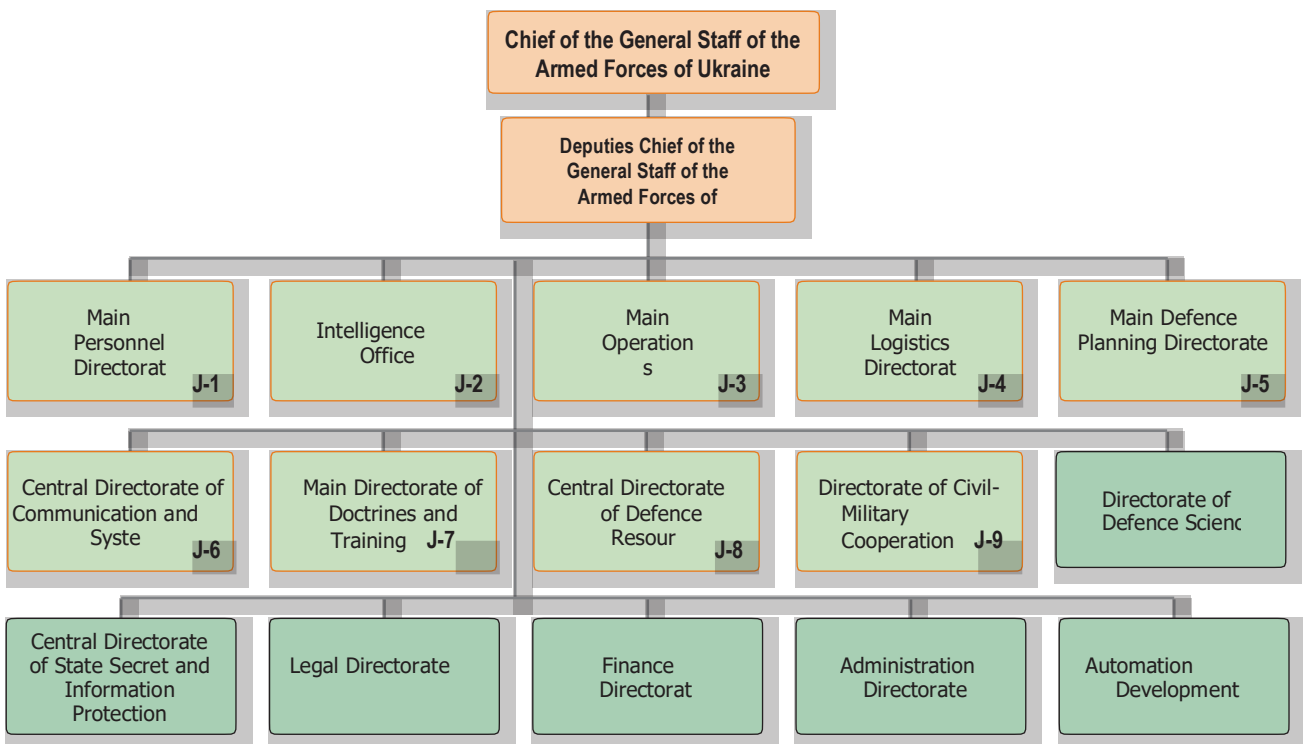 Chief of the General Staff of the
Armed Forces of Ukraine
Deputies Chief of the
General Staff of the
Armed Forces of
Main
Personnel
Directorat
J-1
Intelligence
Office
J-2
Main
Operation
s
J-3
Main
Logistics
Directorat
J-4
Main Defence
Planning Directorate
J-5
Central Directorate of
Communication and
Syste
J-6
Main Directorate of
Doctrines and
Training J-7
Central Directorate
of Defence
Resour
J-8
Directorate of Civil-
Military
Cooperation J-9
Directorate of
Defence Scienc
Central Directorate
of State Secret and
Information
Protection
Legal Directorate
Finance
Directorat
Administration
Directorate
Automation
Development